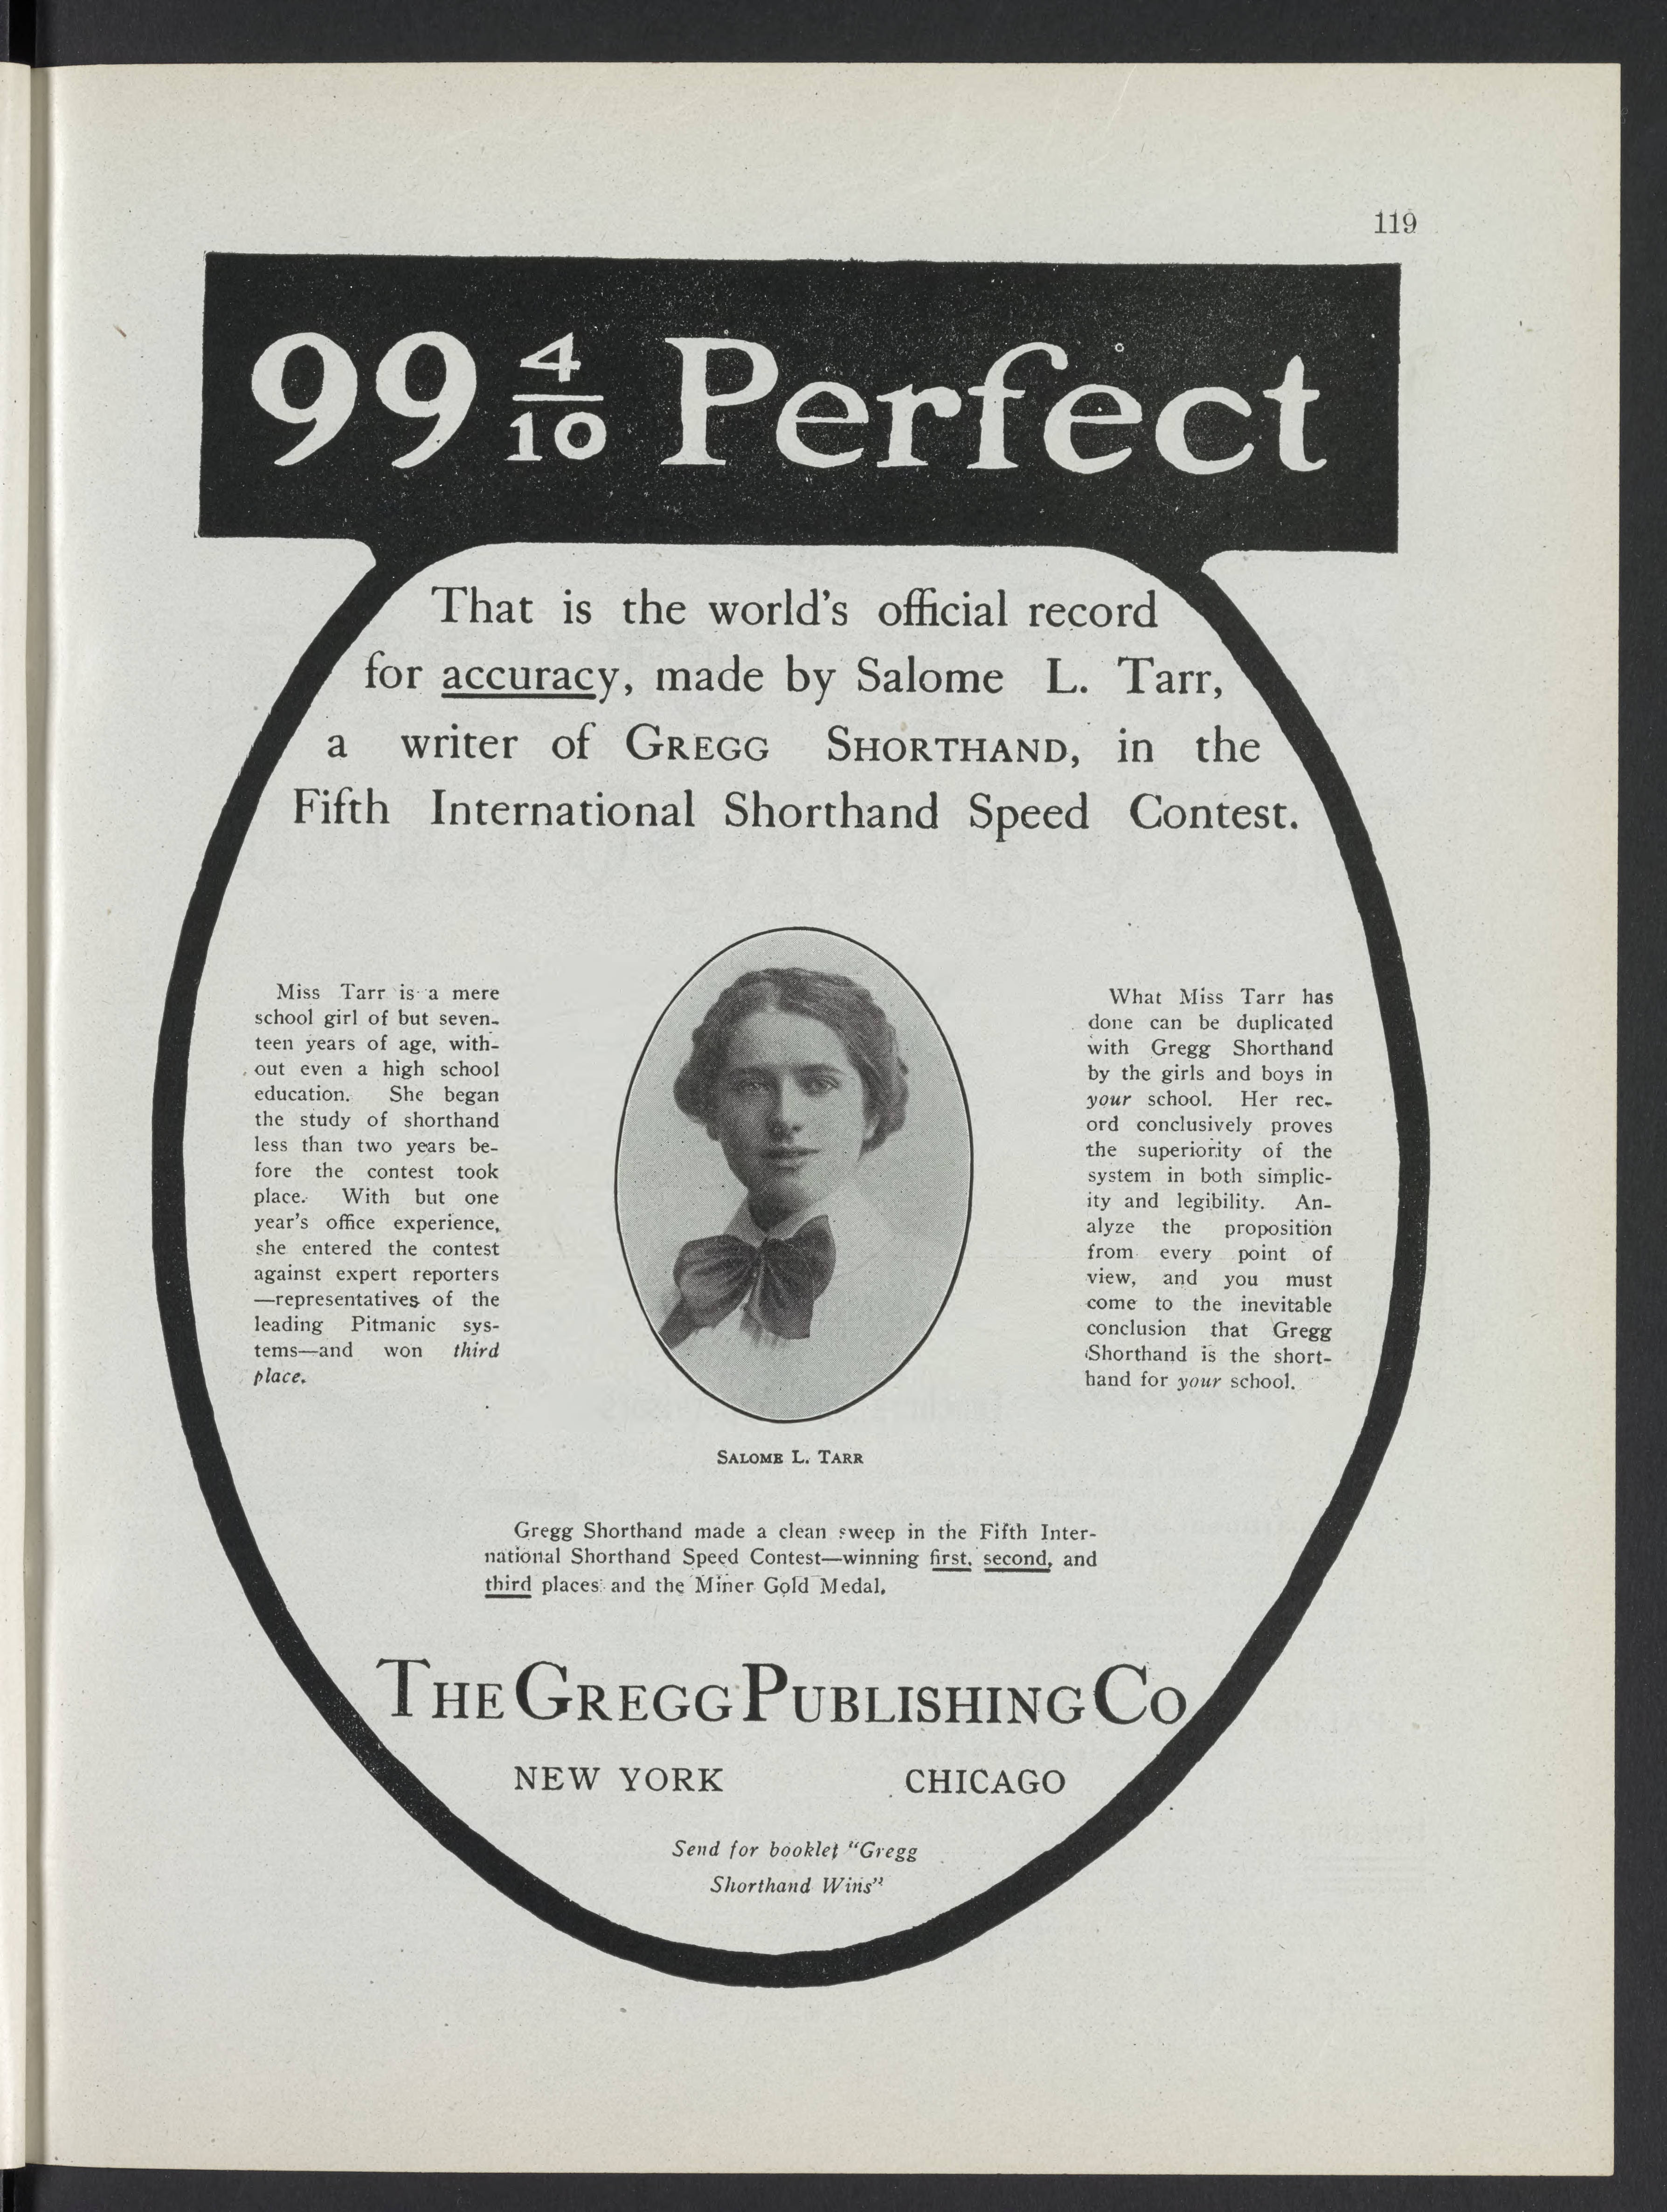 119
99 4/10 Perfect
That is the world's official record
for accuracy, made by Salome L. Tarr,
a writer of GREGG SHORTHAND, in the
Fifth International Shorthand Speed Contest.
Miss Tarr is a mere
school girl of but seven-
teen years of age, with-
out even a high school
education. She began
the study of shorthand
less than two years be-
fore the contest took
place. With but one
year's office experience,
she entered the contest
against expert reporters
—representatives of the
leading Pitmanic sys-
tems—and won third
place.
What Miss Tarr has
done can be duplicated
with Gregg Shorthand
by the girls and boys in
your school. Her rec-
ord conclusively proves
the superiority of the
system in both simplic-
ity and legibility. An-
alyze the proposition
from every point of
view, and you must
come to the inevitable
conclusion that Gregg
Shorthand is the short-
hand for your school.
SALOME L. TARR
Gregg Shorthand made a clean sweep in the Fifth Inter-
national Shorthand Speed Contest—winning first, second, and
third places and the Miner Gold Medal.
THE GREGG PUBLISHING CO
NEW YORK CHICAGO
Send for booklet "Gregg
Shorthand Wins"